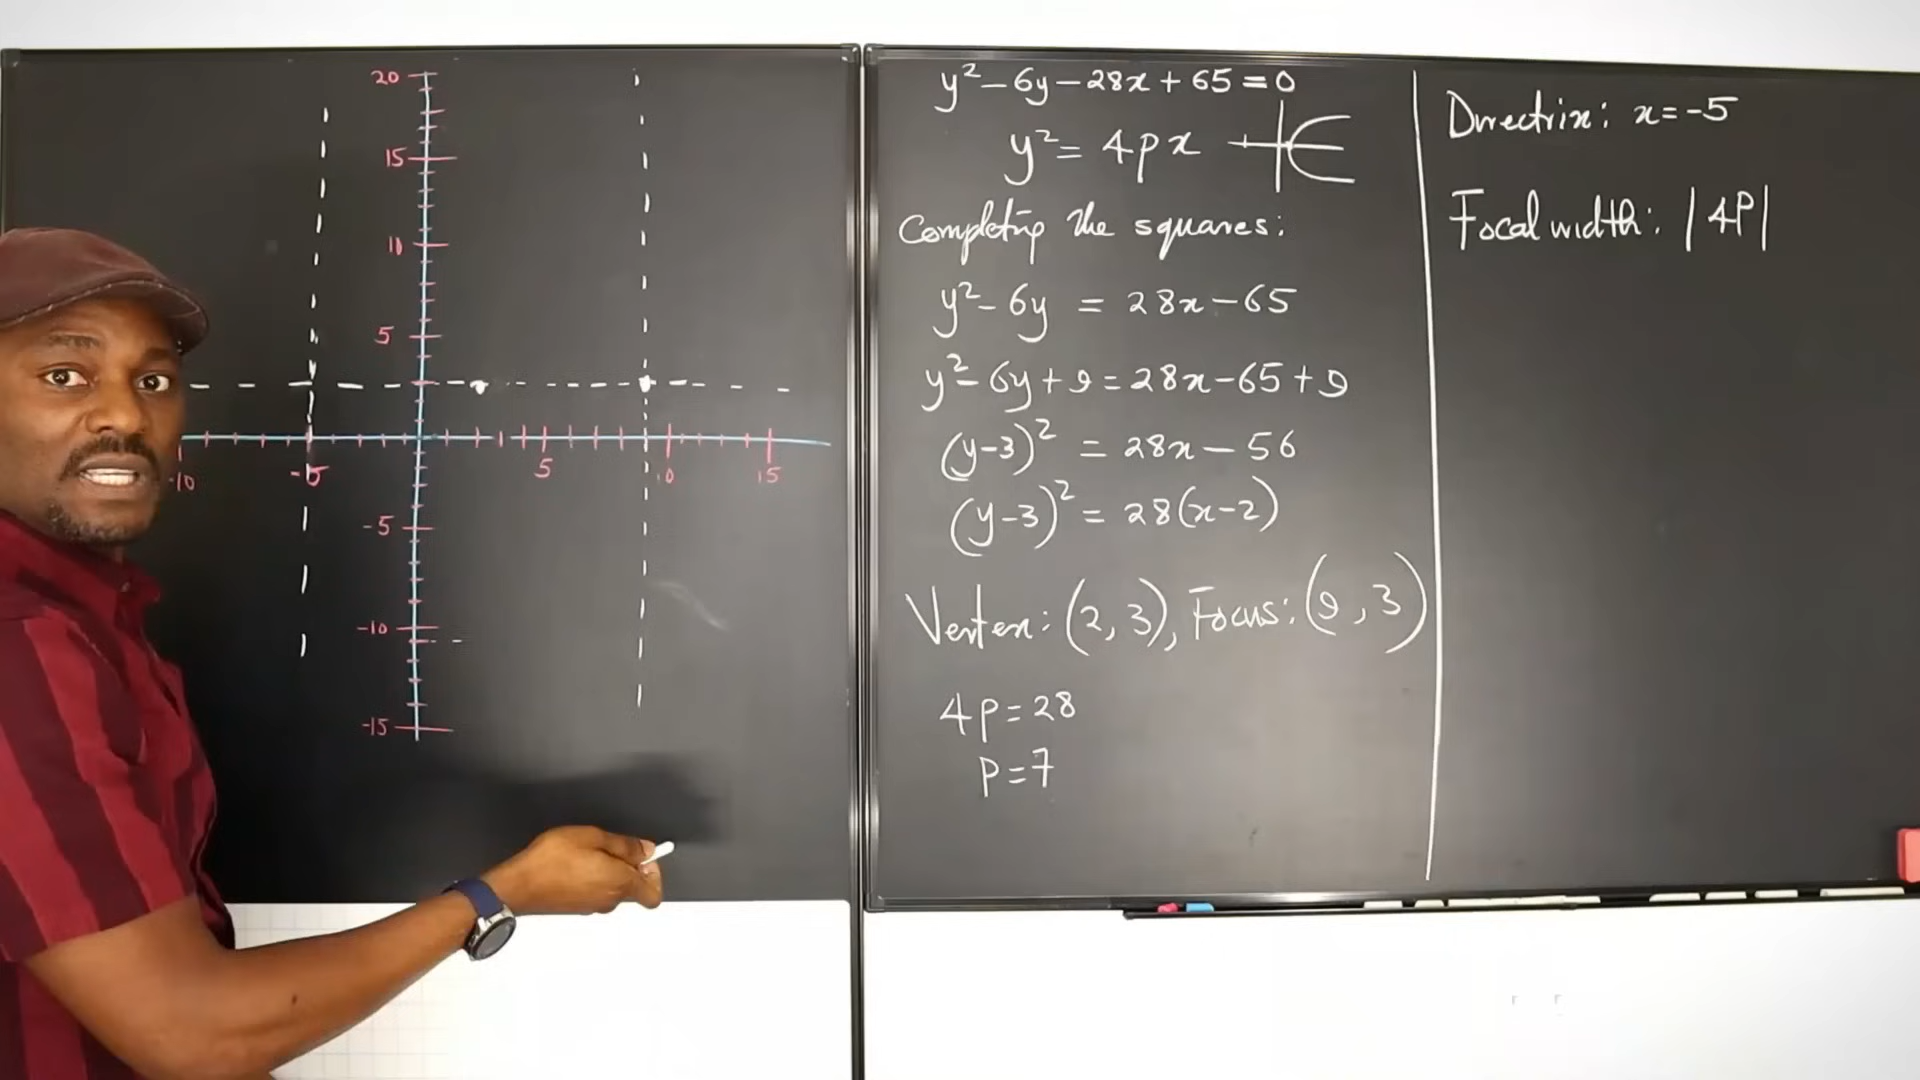 20
15
10
5
-10 -5 5 10 15
-5
-10
-15
y² - 6y - 28x + 65 = 0
y² = 4px
Completing the squares:
y² - 6y = 28x - 65
y² - 6y + 9 = 28x - 65 + 9
(y-3)² = 28x - 56
(y-3)² = 28(x-2)
Vertex: (2, 3), Focus: (9, 3)
4p = 28
p = 7
Directrix: x = -5
Focal width: |4P|